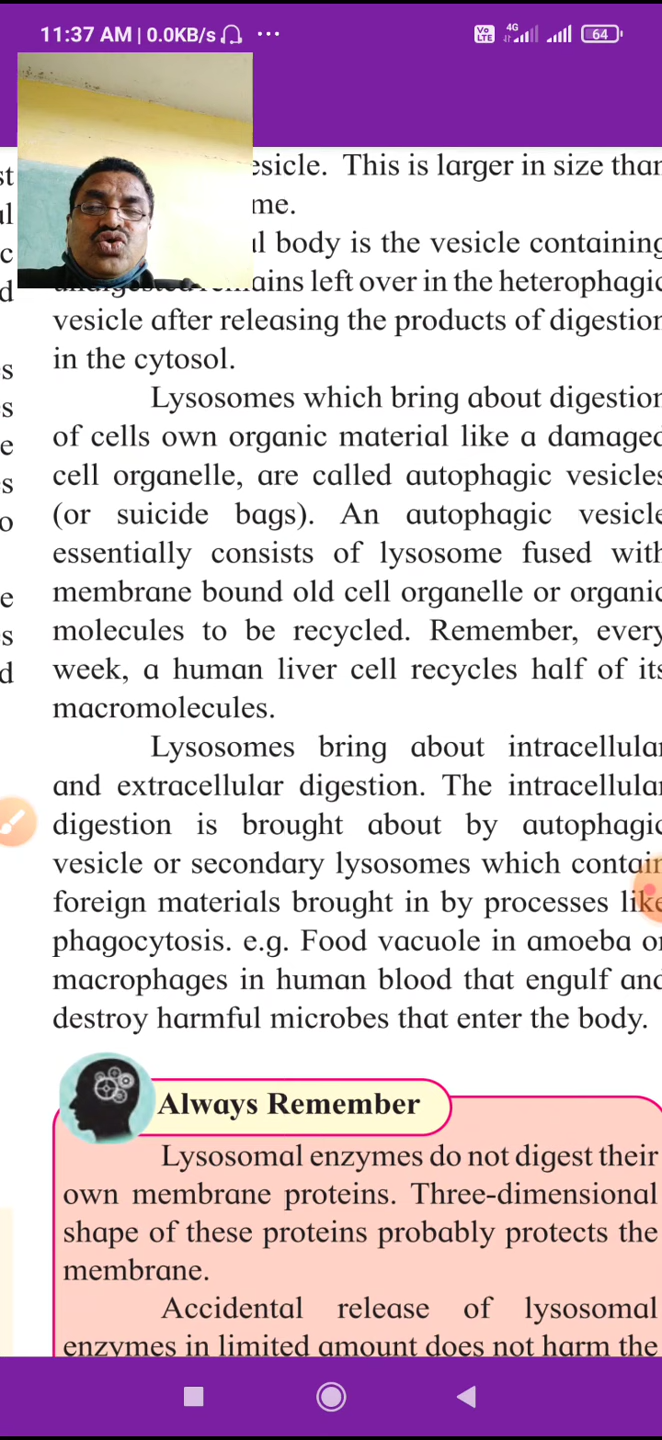 11:37 AM | 0.0KB/s ...
Vo LTE 4G 64
esicle. This is larger in size than
me.
al body is the vesicle containing
undigested remains left over in the heterophagic
vesicle after releasing the products of digestion
in the cytosol.
Lysosomes which bring about digestion
of cells own organic material like a damaged
cell organelle, are called autophagic vesicles
(or suicide bags). An autophagic vesicle
essentially consists of lysosome fused with
membrane bound old cell organelle or organic
molecules to be recycled. Remember, every
week, a human liver cell recycles half of its
macromolecules.
Lysosomes bring about intracellular
and extracellular digestion. The intracellular
digestion is brought about by autophagic
vesicle or secondary lysosomes which contain
foreign materials brought in by processes like
phagocytosis. e.g. Food vacuole in amoeba or
macrophages in human blood that engulf and
destroy harmful microbes that enter the body.
Always Remember
Lysosomal enzymes do not digest their
own membrane proteins. Three-dimensional
shape of these proteins probably protects the
membrane.
Accidental release of lysosomal
enzymes in limited amount does not harm the